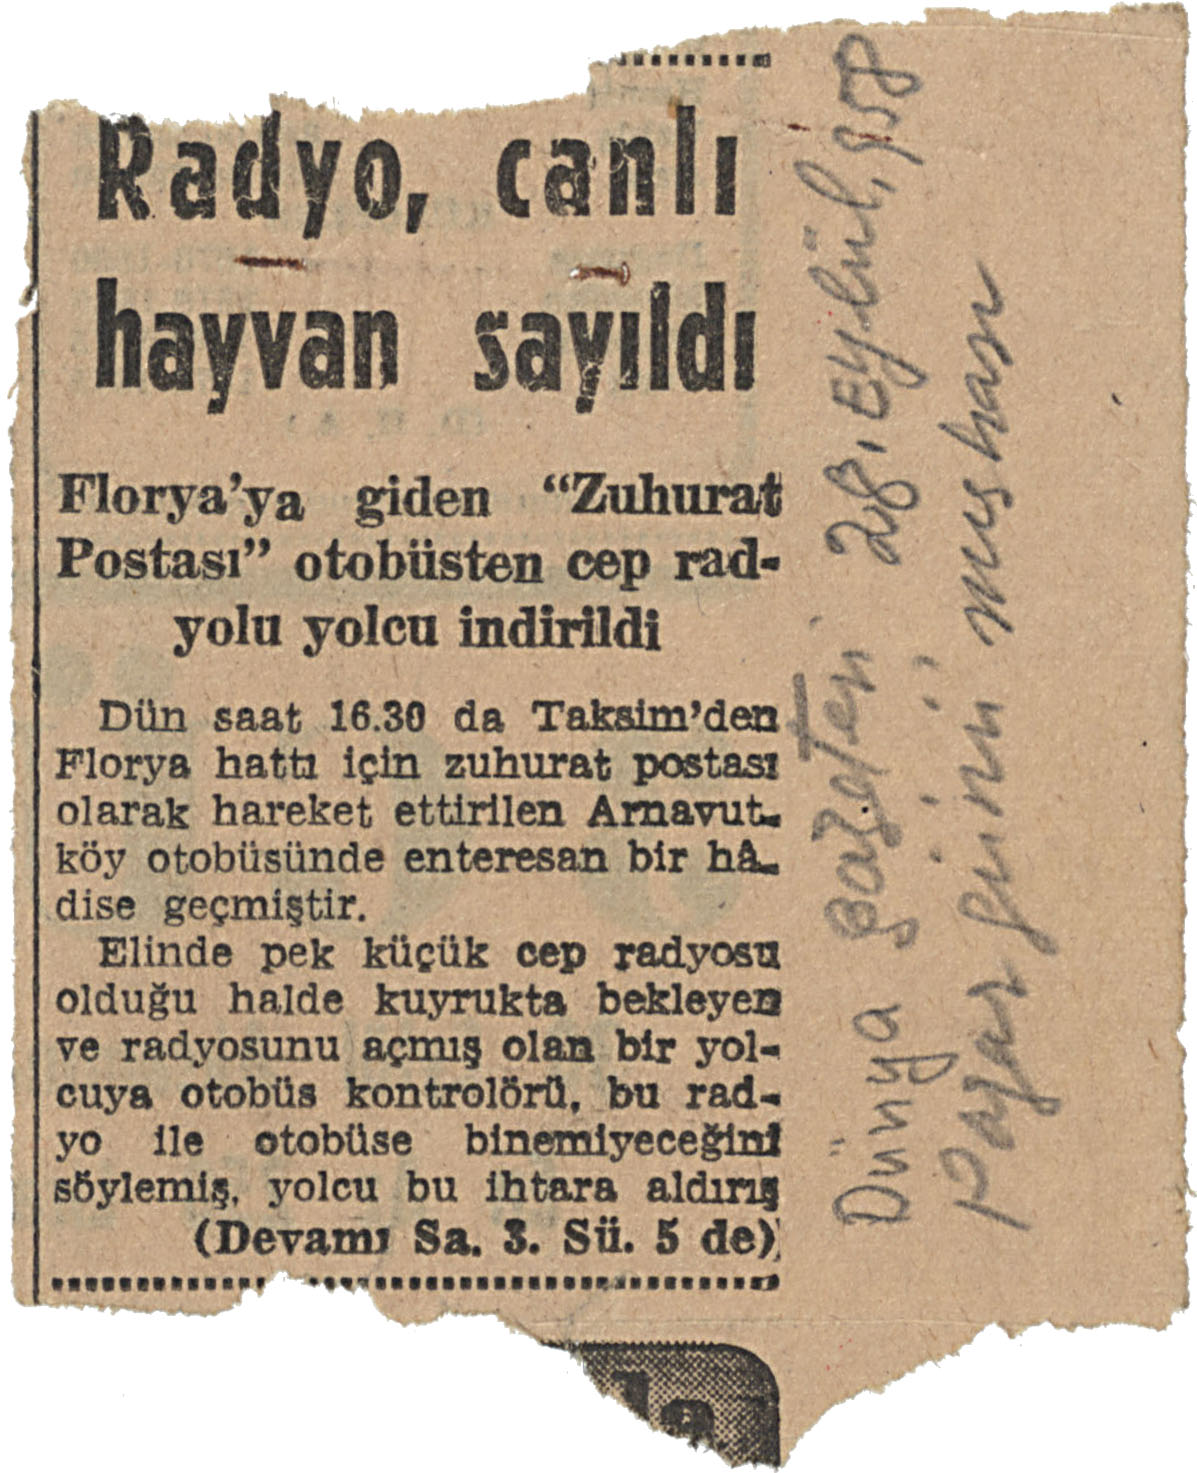 Radyo, canlı
hayvan sayıldı
Florya'ya giden “Zuhurat
Postası” otobüsten cep rad-
yolu yolcu indirildi
Dün saat 16.30 da Taksim'den
Florya hattı için zuhurat postası
olarak hareket ettirilen Arnavut-
köy otobüsünde enteresan bir hâ-
dise geçmiştir.
Elinde pek küçük cep radyosu
olduğu halde kuyrukta bekleyen
ve radyosunu açmış olan bir yol-
cuya otobüs kontrolörü, bu rad-
yo ile otobüse binemiyeceğini
söylemiş, yolcu bu ihtara aldırış
(Devamı Sa. 3. Sü. 5 de)
Dünya gazeten 28, Eylül, 958
Pazar günü nushası